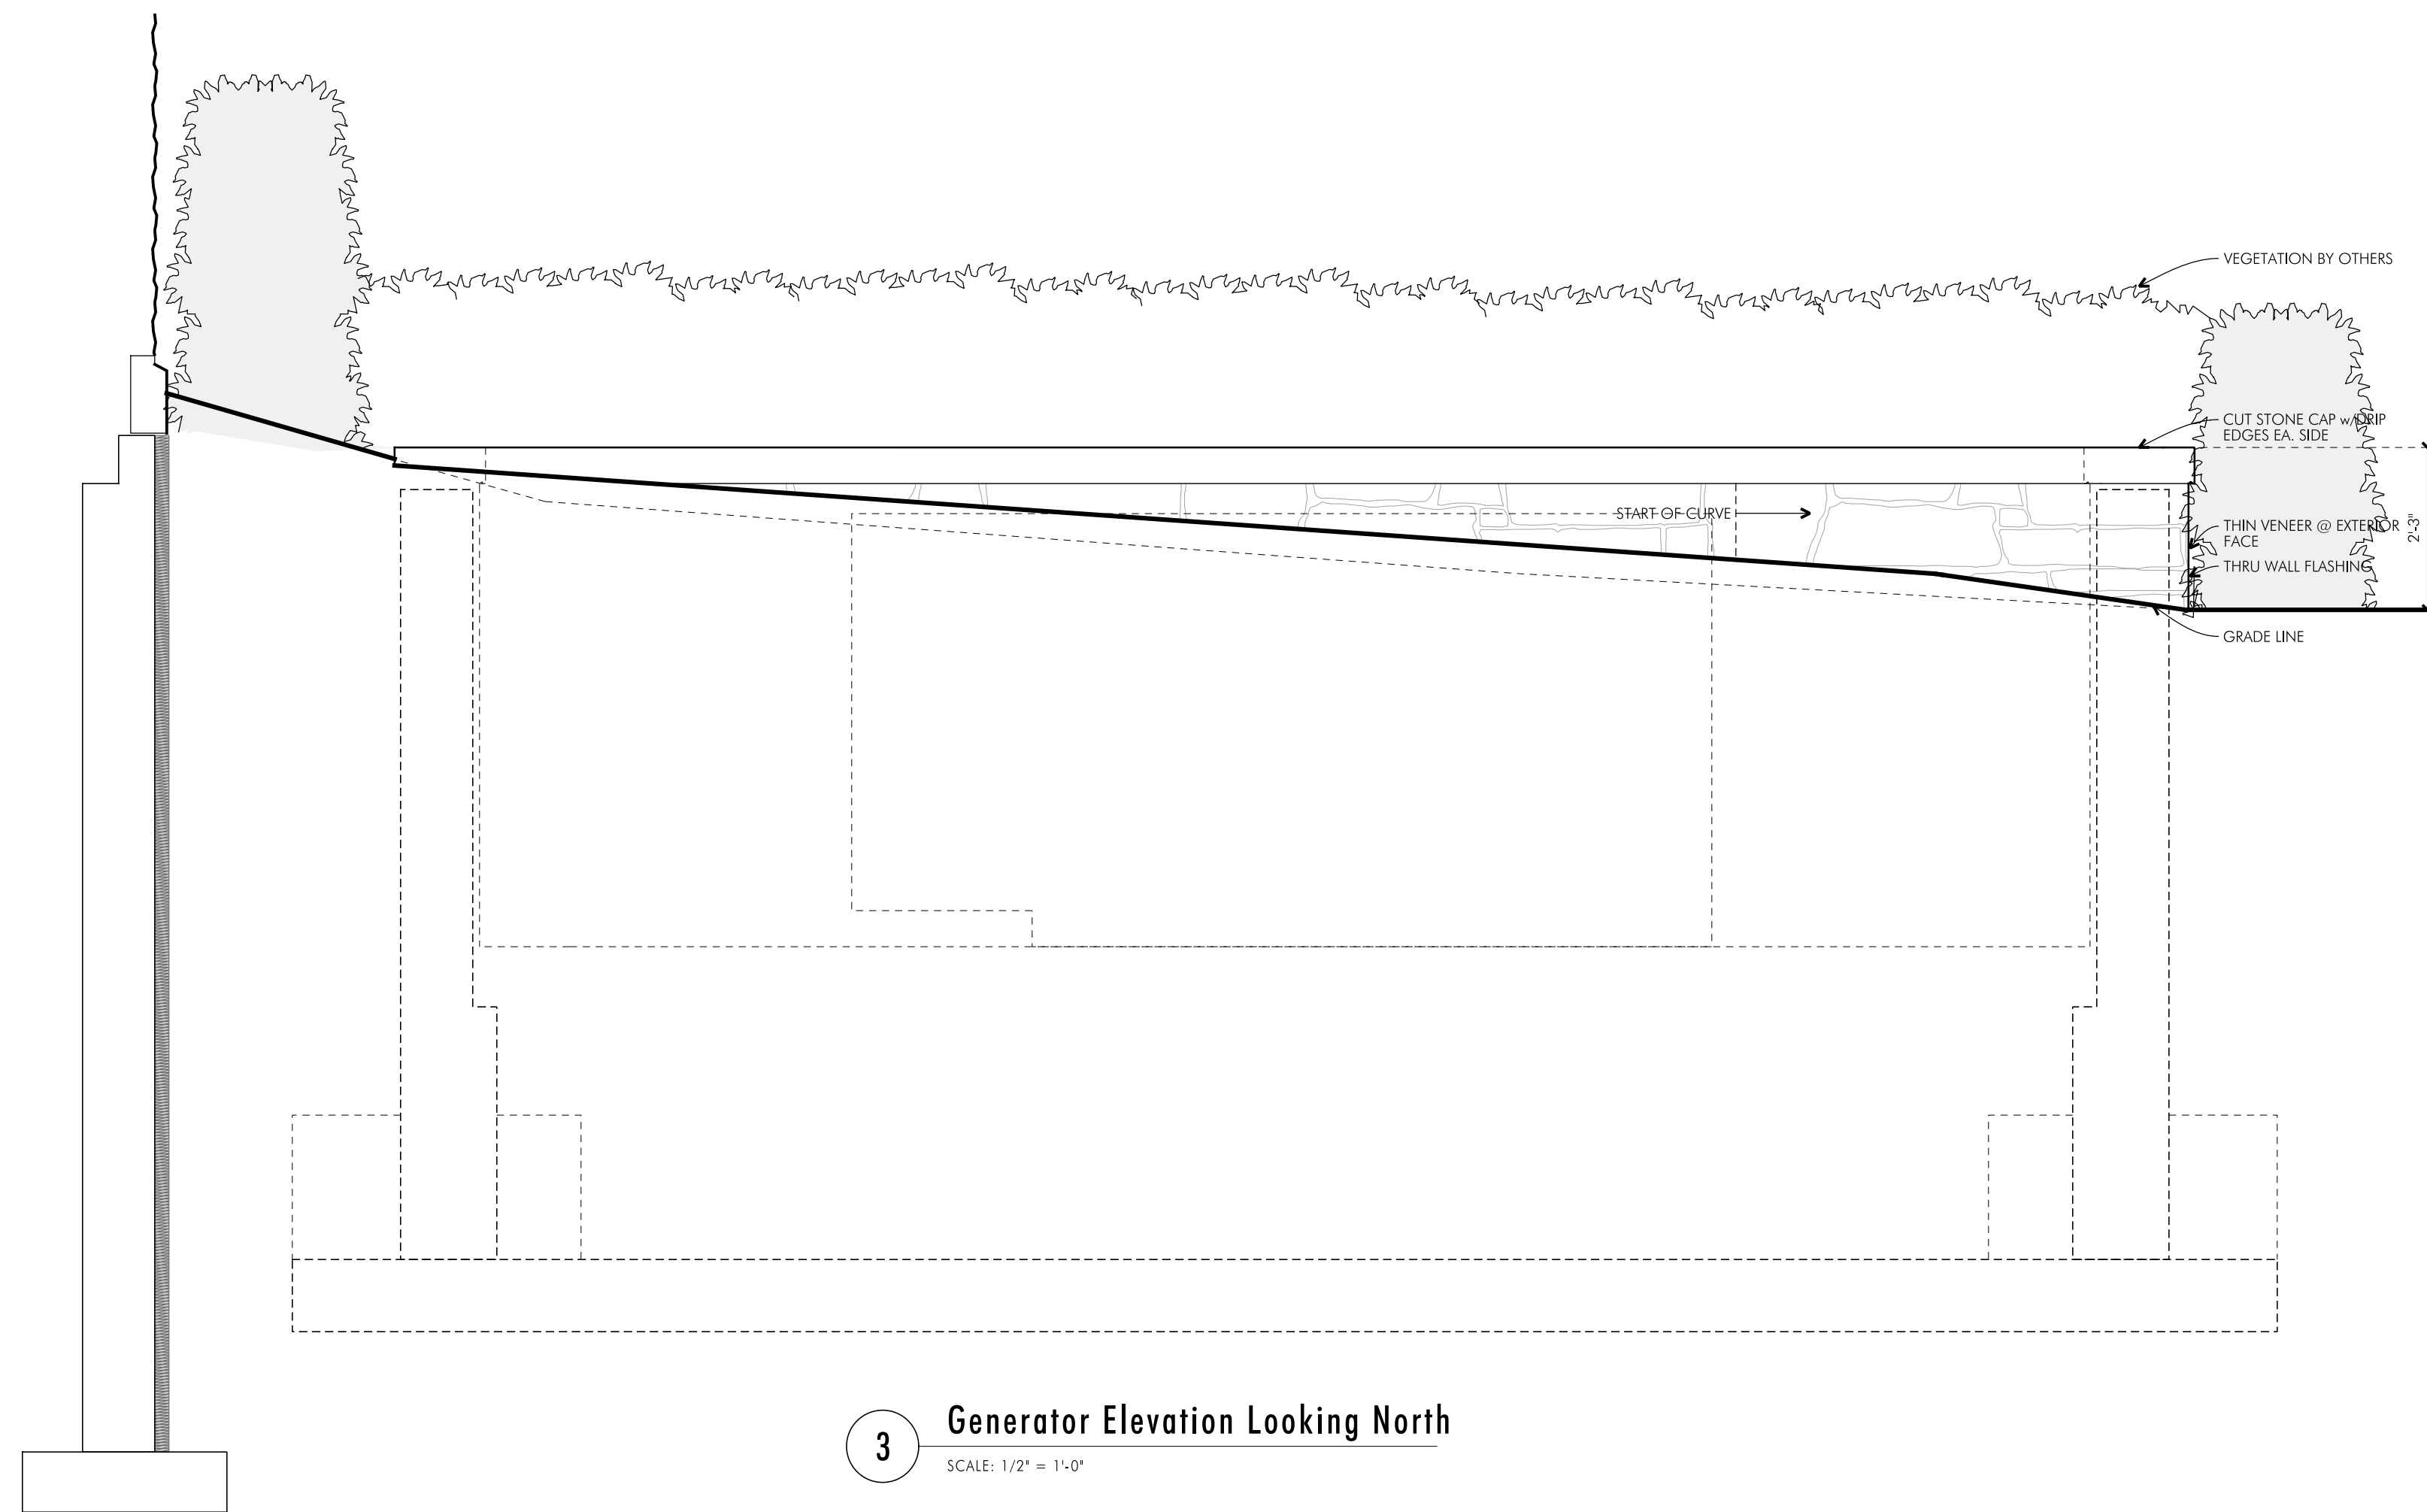 VEGETATION BY OTHERS
CUT STONE CAP w/DRIP
EDGES EA. SIDE
START OF CURVE
THIN VENEER @ EXTERIOR
FACE
2'-3"
THRU WALL FLASHING
GRADE LINE
3
Generator Elevation Looking North
SCALE: 1/2" = 1'-0"